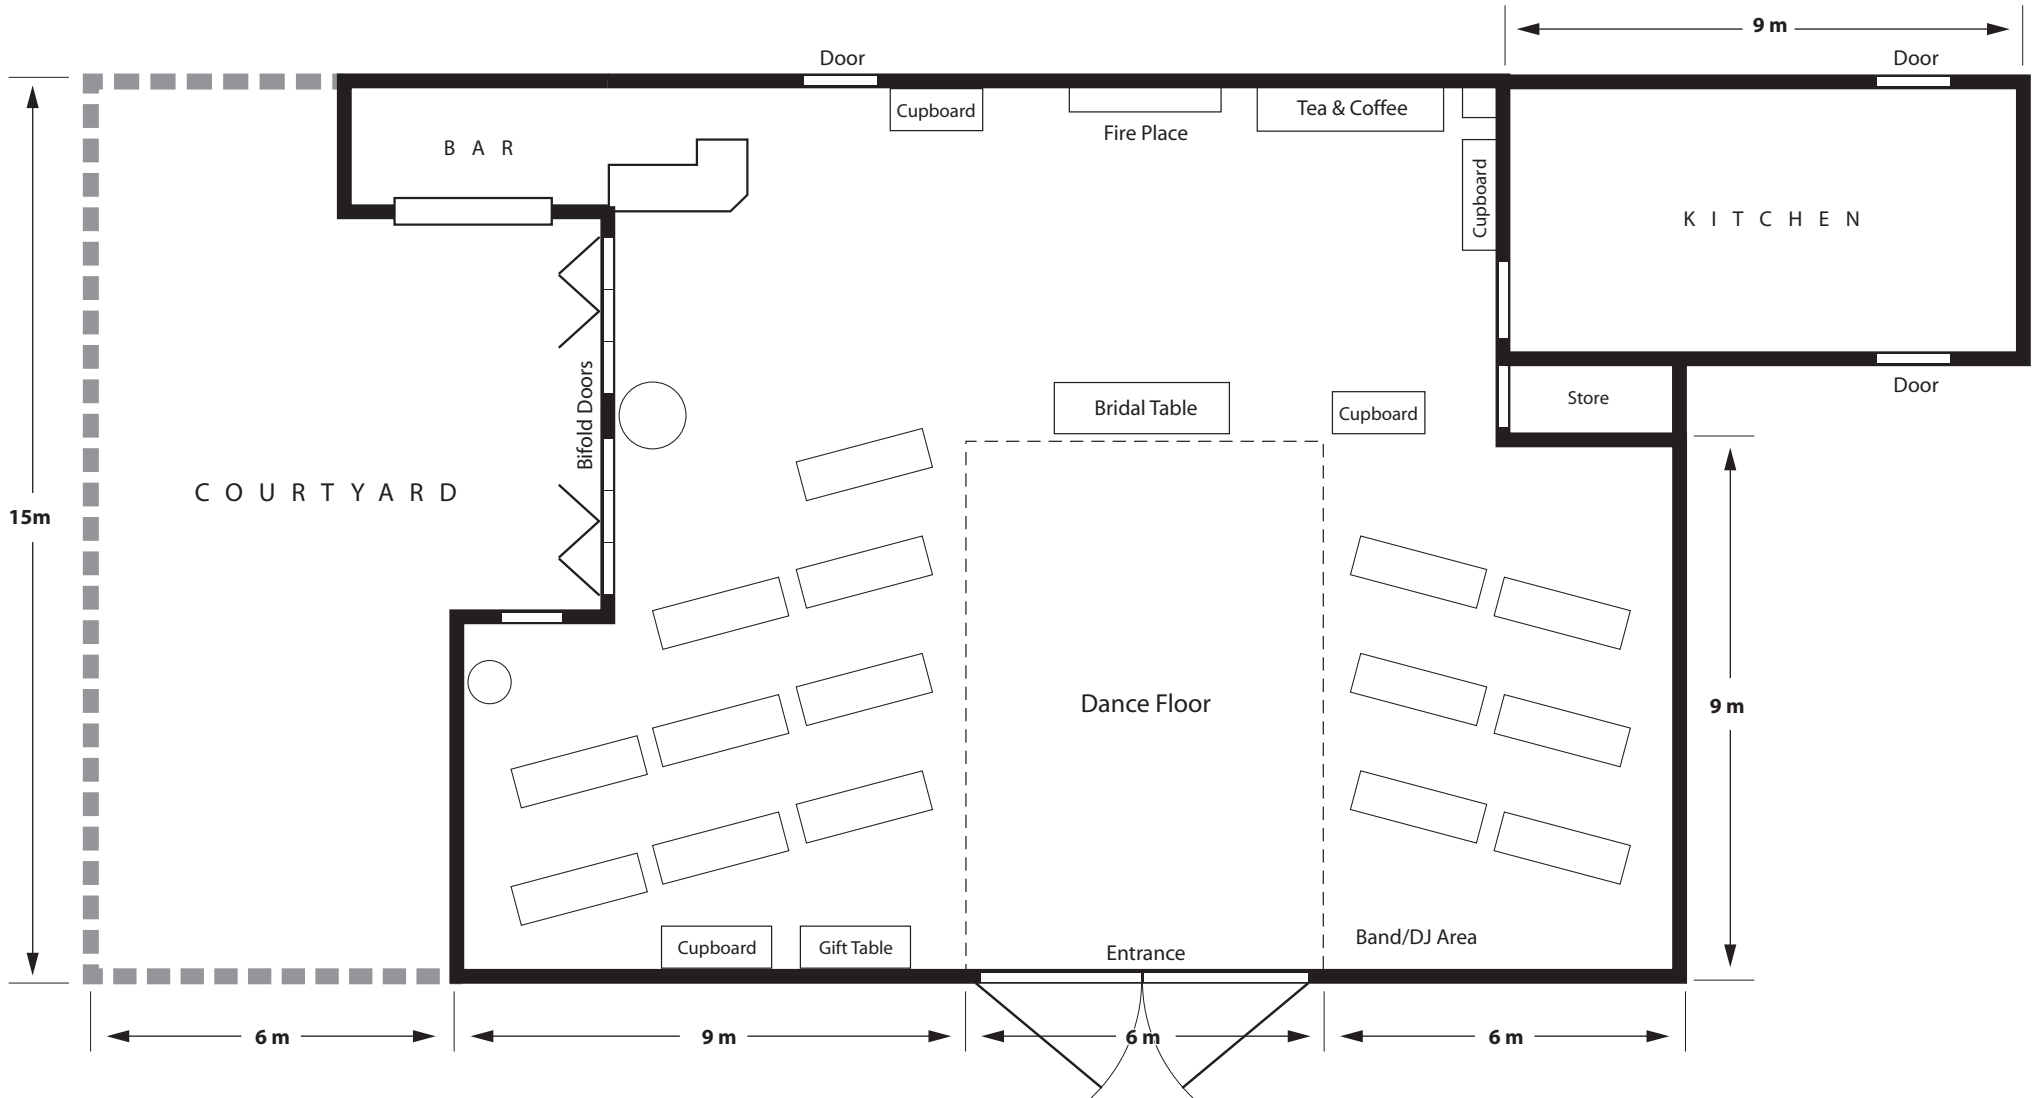 9 m
Door
Door
Cupboard
Fire Place
Tea & Coffee
B A R
Cupboard
K I T C H E N
Bifold Doors
Bridal Table
Cupboard
Store
Door
C O U R T Y A R D
15m
Dance Floor
9 m
Cupboard
Gift Table
Entrance
Band/DJ Area
6 m
9 m
6 m
6 m